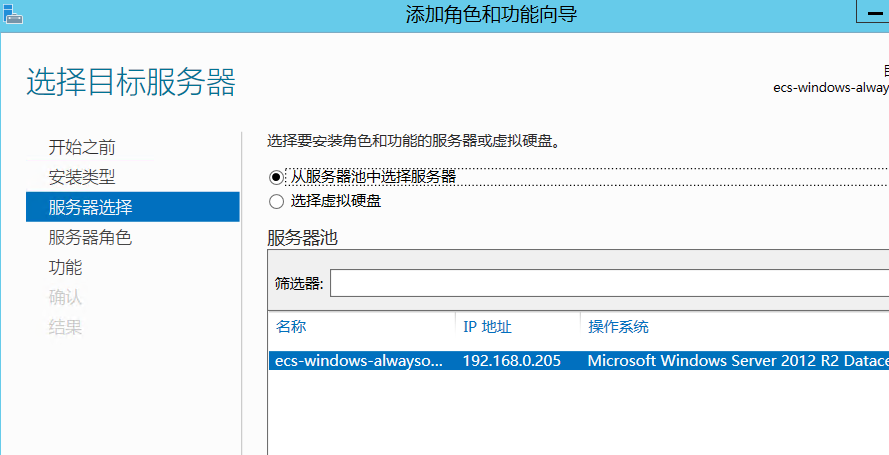 添加角色和功能向导
选择目标服务器
ecs-windows-alway
开始之前
安装类型
服务器选择
服务器角色
功能
确认
结果
选择要安装角色和功能的服务器或虚拟硬盘。
从服务器池中选择服务器
选择虚拟硬盘
服务器池
筛选器:
名称 IP 地址 操作系统
ecs-windows-alwayso... 192.168.0.205 Microsoft Windows Server 2012 R2 Datace